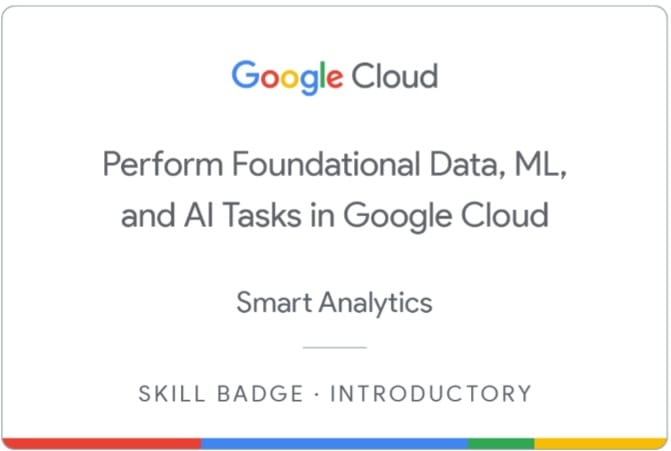 Google Cloud
Perform Foundational Data, ML,
and AI Tasks in Google Cloud
Smart Analytics
SKILL BADGE · INTRODUCTORY